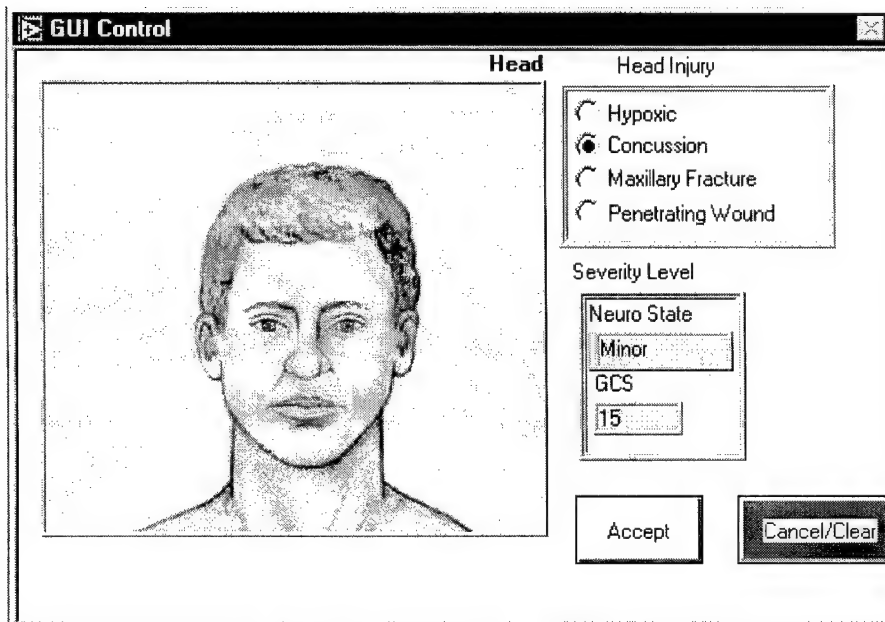 GUI Control
Head
Head Injury
Hypoxic
Concussion
Maxillary Fracture
Penetrating Wound
Severity Level
Neuro State
Minor
GCS
15
Accept
Cancel/Clear